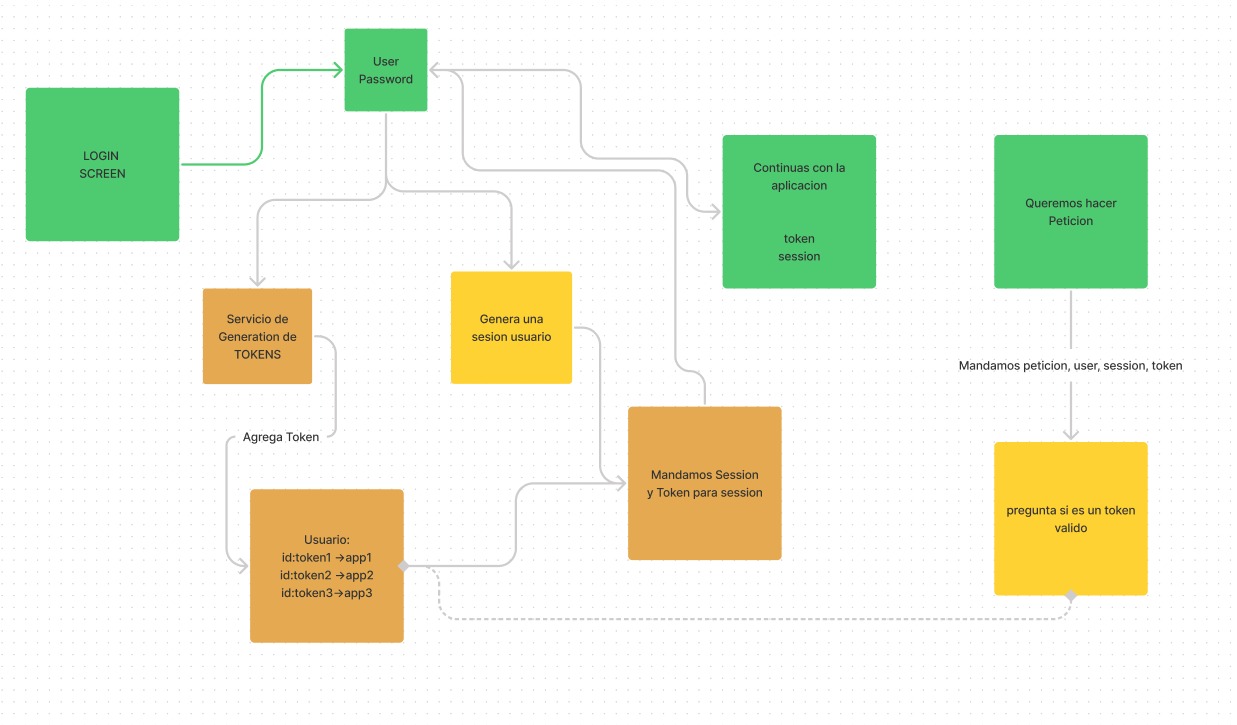 User
Password
LOGIN
SCREEN
Continuas con la
aplicacion
token
session
Queremos hacer
Peticion
Servicio de
Generation de
TOKENS
Genera una
sesion usuario
Mandamos peticion, user, session, token
Agrega Token
Mandamos Session
y Token para session
Usuario:
id:token1 →app1
id:token2 →app2
id:token3→app3
pregunta si es un token
valido